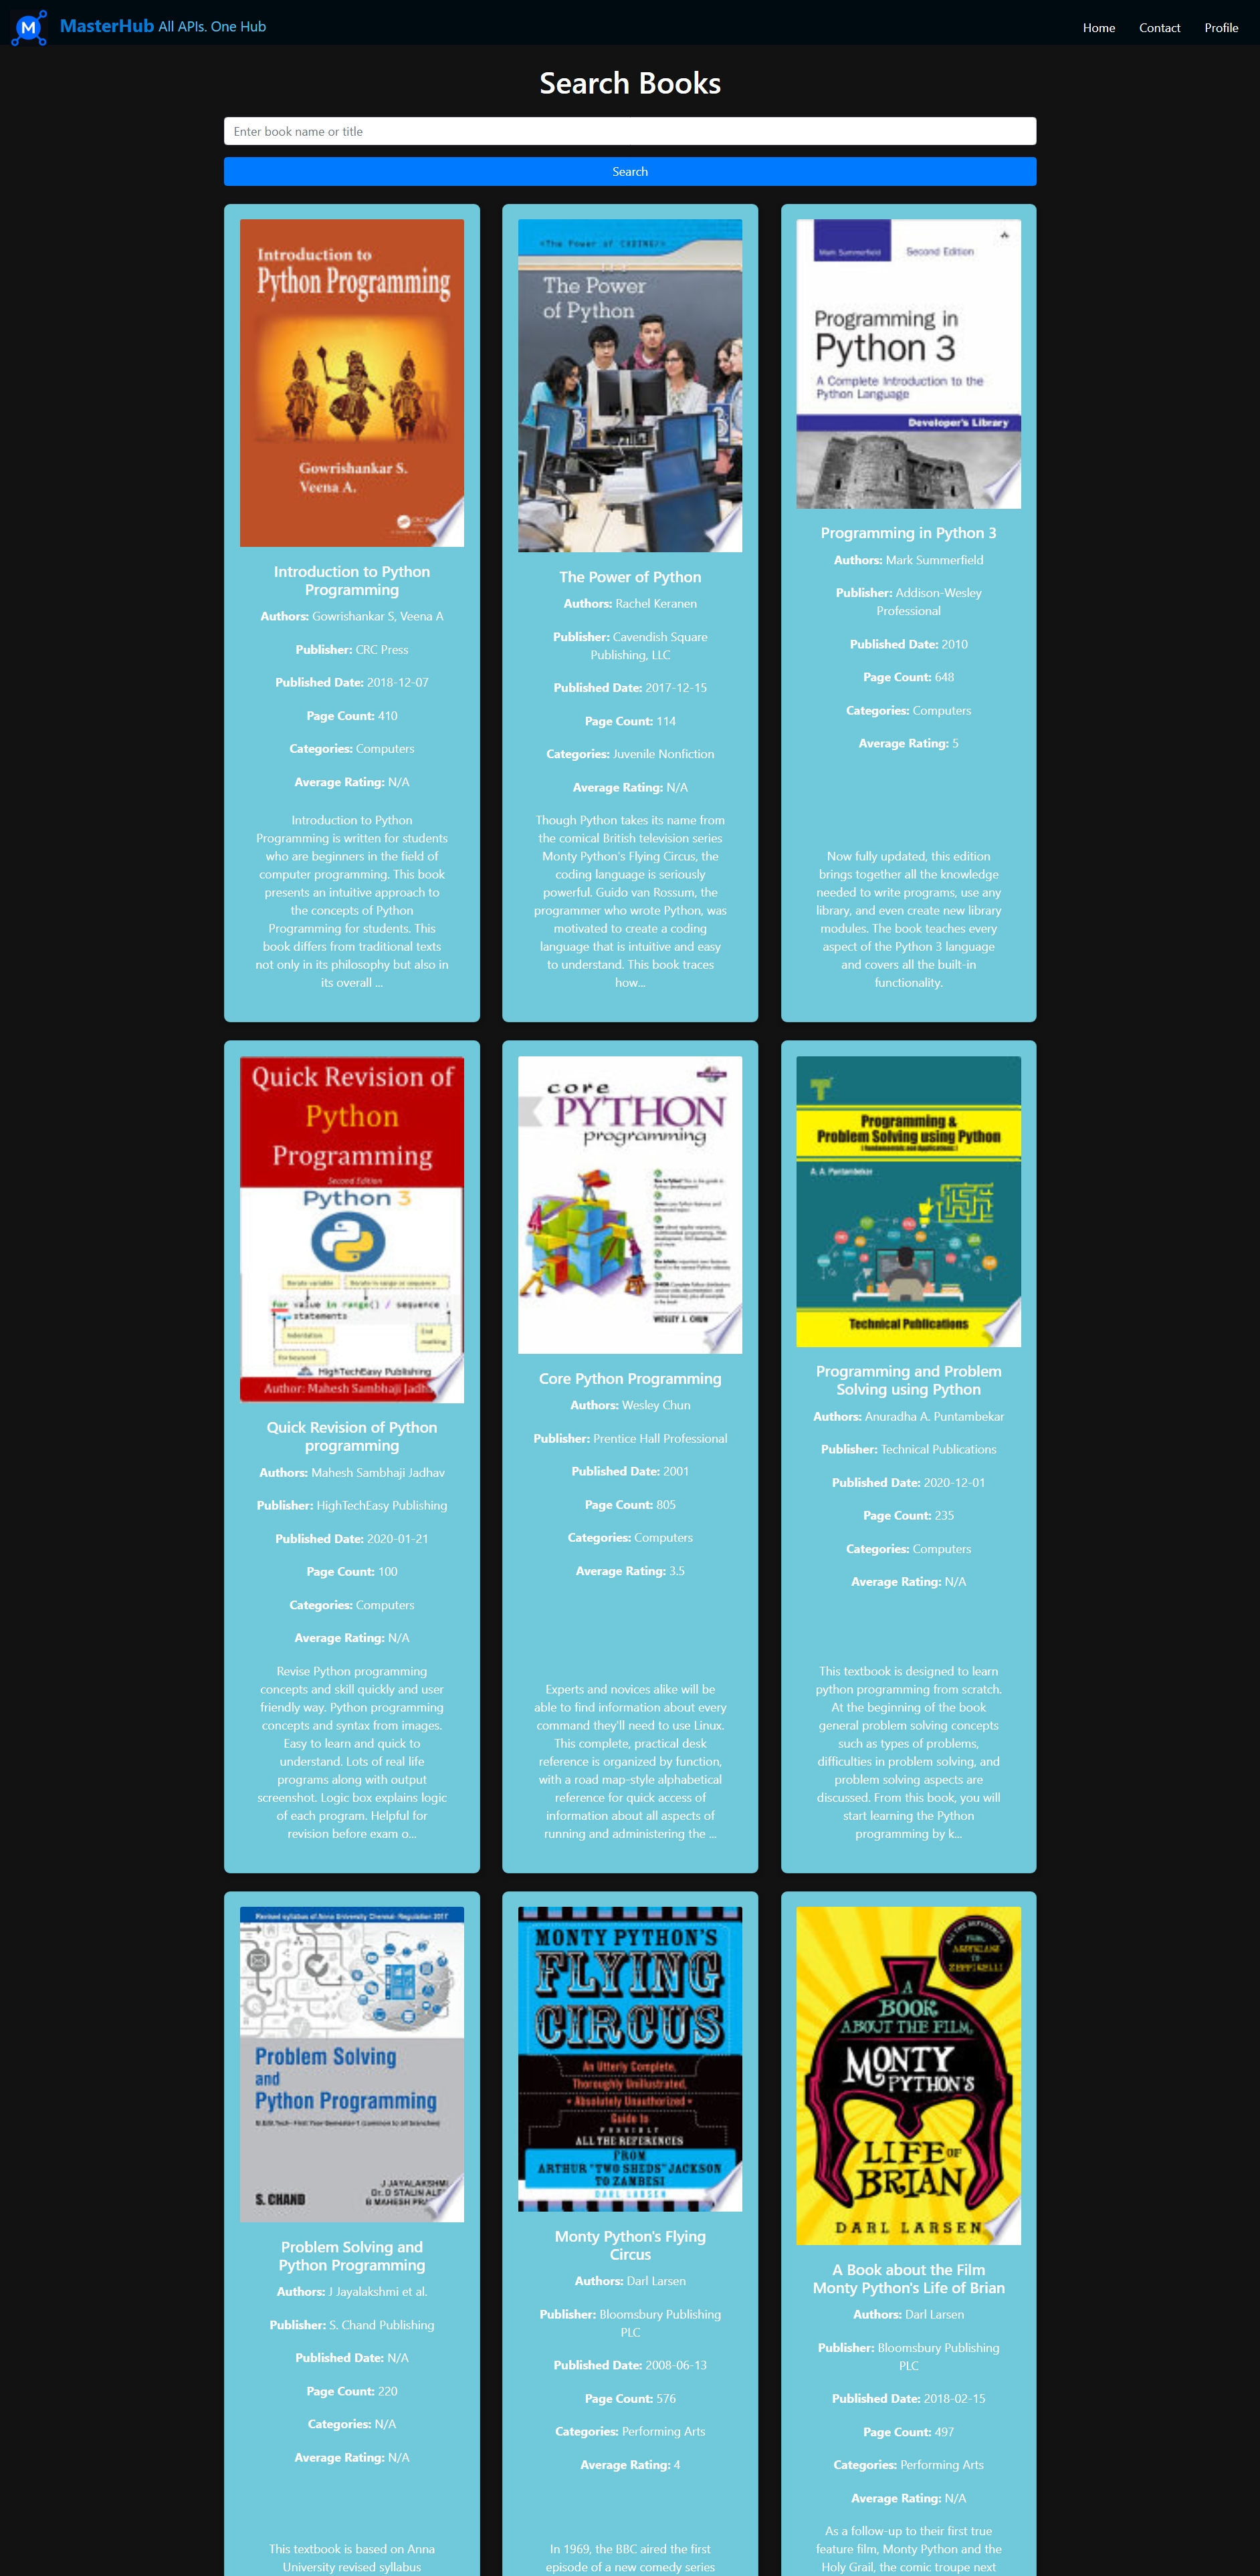 MasterHub All APIs. One Hub
Home Contact Profile
Search Books
Enter book name or title
Search
Introduction to
Python Programming
Gowrishankar S.
Veena A.
Introduction to Python
Programming
Authors: Gowrishankar S, Veena A
Publisher: CRC Press
Published Date: 2018-12-07
Page Count: 410
Categories: Computers
Average Rating: N/A
Introduction to Python
Programming is written for students
who are beginners in the field of
computer programming. This book
presents an intuitive approach to
the concepts of Python
Programming for students. This
book differs from traditional texts
not only in its philosophy but also in
its overall ...
<The Power of CODING/>
The Power
of Python
The Power of Python
Authors: Rachel Keranen
Publisher: Cavendish Square
Publishing, LLC
Published Date: 2017-12-15
Page Count: 114
Categories: Juvenile Nonfiction
Average Rating: N/A
Though Python takes its name from
the comical British television series
Monty Python's Flying Circus, the
coding language is seriously
powerful. Guido van Rossum, the
programmer who wrote Python, was
motivated to create a coding
language that is intuitive and easy
to understand. This book traces
how...
Mark Summerfield
Second Edition
Programming in
Python 3
A Complete Introduction to the
Python Language
Developer's Library
Programming in Python 3
Authors: Mark Summerfield
Publisher: Addison-Wesley
Professional
Published Date: 2010
Page Count: 648
Categories: Computers
Average Rating: 5
Now fully updated, this edition
brings together all the knowledge
needed to write programs, use any
library, and even create new library
modules. The book teaches every
aspect of the Python 3 language
and covers all the built-in
functionality.
Quick Revision of
Python
Programming
Second Edition
Python 3
for value in range() / sequence :
statements
Indentation
End
marking
HighTechEasy Publishing
Author: Mahesh Sambhaji Jadh
Quick Revision of Python
programming
Authors: Mahesh Sambhaji Jadhav
Publisher: HighTechEasy Publishing
Published Date: 2020-01-21
Page Count: 100
Categories: Computers
Average Rating: N/A
Revise Python programming
concepts and skill quickly and user
friendly way. Python programming
concepts and syntax from images.
Easy to learn and quick to
understand. Lots of real life
programs along with output
screenshot. Logic box explains logic
of each program. Helpful for
revision before exam o...
core
PYTHON
programming
WESLEY J. CHUN
Core Python Programming
Authors: Wesley Chun
Publisher: Prentice Hall Professional
Published Date: 2001
Page Count: 805
Categories: Computers
Average Rating: 3.5
Experts and novices alike will be
able to find information about every
command they'll need to use Linux.
This complete, practical desk
reference is organized by function,
with a road map-style alphabetical
reference for quick access of
information about all aspects of
running and administering the ...
Programming &
Problem Solving using Python
A. A. Puntambekar
Technical Publications
Programming and Problem
Solving using Python
Authors: Anuradha A. Puntambekar
Publisher: Technical Publications
Published Date: 2020-12-01
Page Count: 235
Categories: Computers
Average Rating: N/A
This textbook is designed to learn
python programming from scratch.
At the beginning of the book
general problem solving concepts
such as types of problems,
difficulties in problem solving, and
problem solving aspects are
discussed. From this book, you will
start learning the Python
programming by k...
Revised syllabus of Anna University Chennai- Regulation 2017
Problem Solving
and
Python Programming
S. CHAND
J JAYALAKSHMI
Problem Solving and
Python Programming
Authors: J Jayalakshmi et al.
Publisher: S. Chand Publishing
Published Date: N/A
Page Count: 220
Categories: N/A
Average Rating: N/A
This textbook is based on Anna
University revised syllabus
MONTY PYTHON'S
FLYING
CIRCUS
An Utterly Complete,
Thoroughly Unillustrated,
Absolutely Unauthorized
Guide to
POSSIBLY
ALL THE REFERENCES
FROM
ARTHUR "TWO SHEDS" JACKSON
TO ZAMBESI
DARL LARSEN
Monty Python's Flying
Circus
Authors: Darl Larsen
Publisher: Bloomsbury Publishing
PLC
Published Date: 2008-06-13
Page Count: 576
Categories: Performing Arts
Average Rating: 4
In 1969, the BBC aired the first
episode of a new comedy series
A
BOOK
ABOUT THE FILM,
MONTY
PYTHON'S
LIFE OF
BRIAN
DARL LARSEN
A Book about the Film
Monty Python's Life of Brian
Authors: Darl Larsen
Publisher: Bloomsbury Publishing
PLC
Published Date: 2018-02-15
Page Count: 497
Categories: Performing Arts
Average Rating: N/A
As a follow-up to their first true
feature film, Monty Python and the
Holy Grail, the comic troupe next